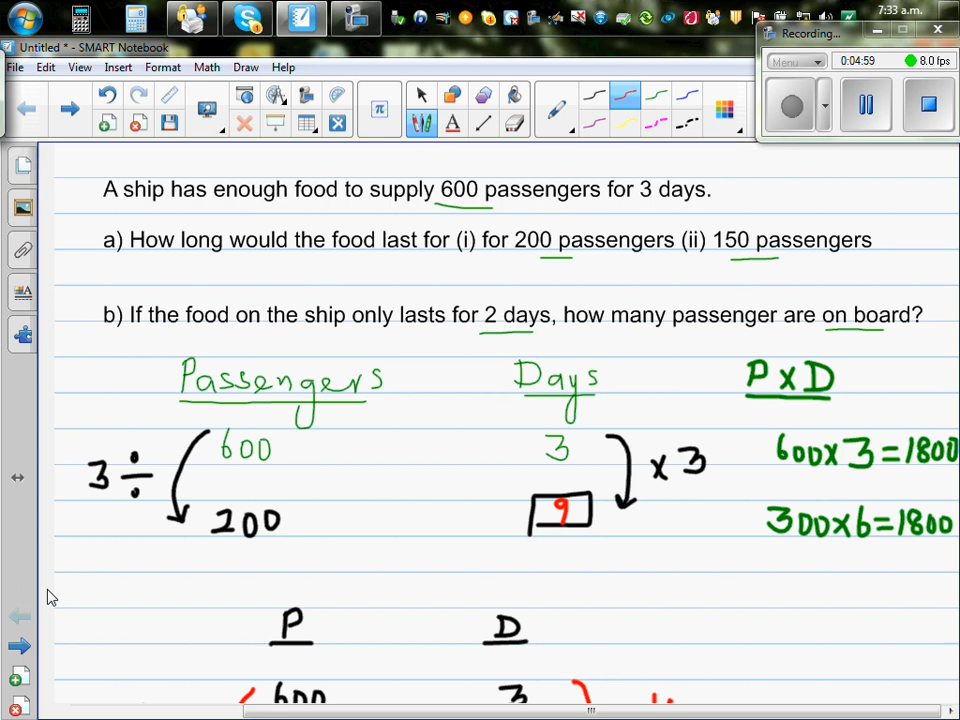 7:33 a.m.
Untitled * - SMART Notebook
Recording...
File Edit View Insert Format Math Draw Help
Menu 0:04:59 8.0 fps
A ship has enough food to supply 600 passengers for 3 days.
a) How long would the food last for (i) for 200 passengers (ii) 150 passengers
b) If the food on the ship only lasts for 2 days, how many passenger are on board?
Passengers Days P x D
600 3 600x3=1800
3 ÷ x 3
200 9 300x6=1800
P D
600 3